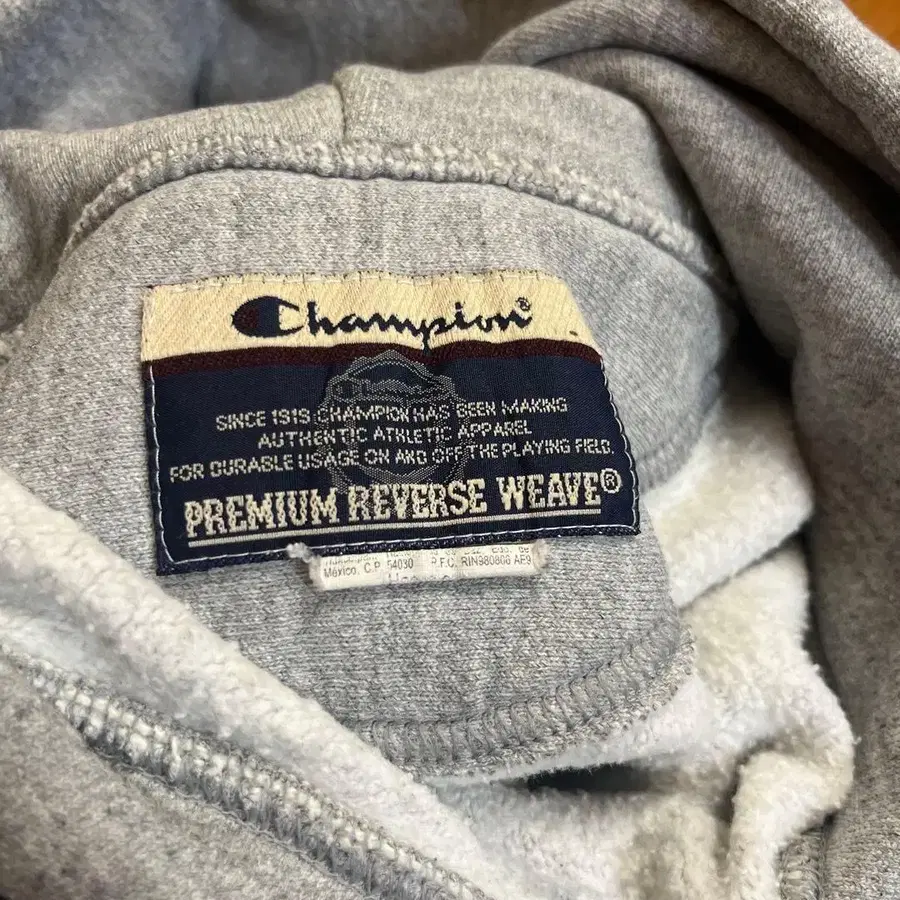 Champion®
SINCE 1919 CHAMPION HAS BEEN MAKING
AUTHENTIC ATHLETIC APPAREL
FOR DURABLE USAGE ON AND OFF THE PLAYING FIELD.
PREMIUM REVERSE WEAVE®
México. C.P. 54030 R.F.C. RIN980806 AE9